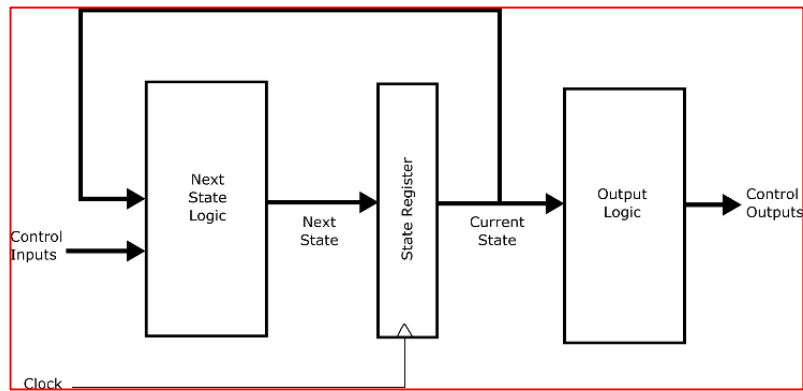 Next
State
Logic
State Register
Output
Logic
Control
Outputs
Next
State
Current
State
Control
Inputs
Clock